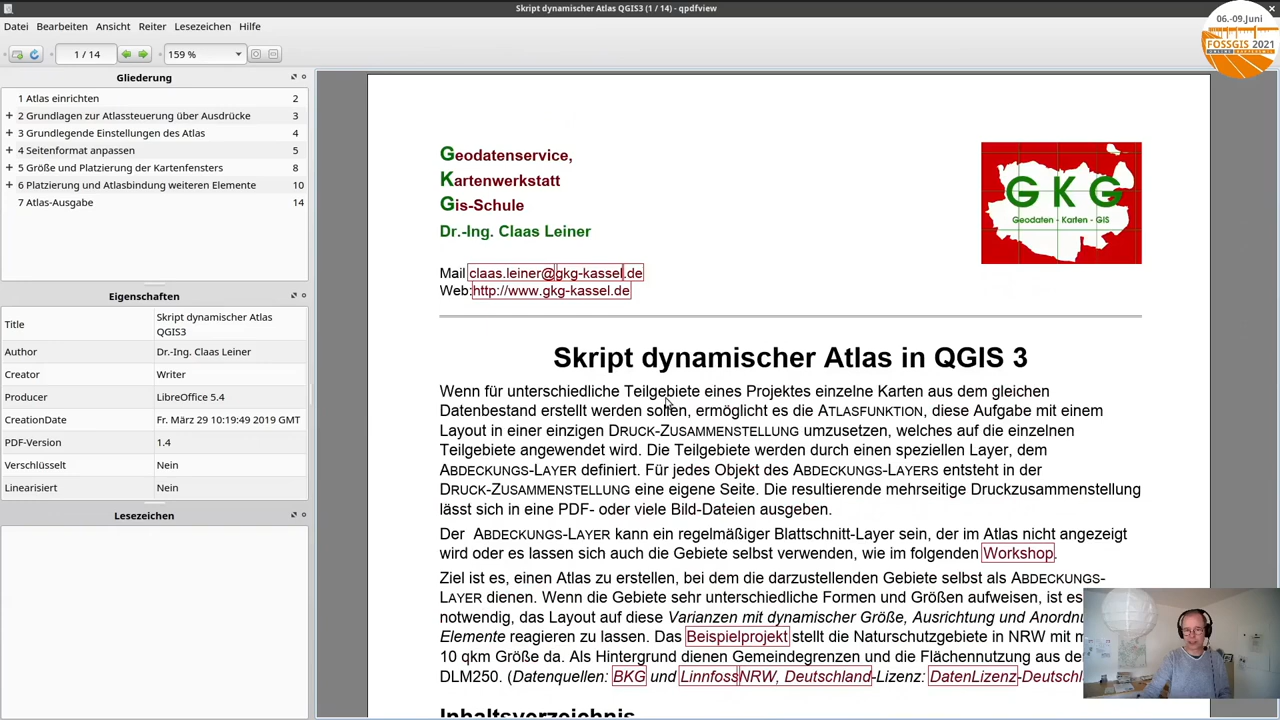 Skript dynamischer Atlas QGIS3 (1 / 14) - qpdfview
Datei Bearbeiten Ansicht Reiter Lesezeichen Hilfe
06.-09.Juni
FOSSGIS 2021
1 / 14
159 %
Gliederung
1 Atlas einrichten 2
2 Grundlagen zur Atlassteuerung über Ausdrücke 3
3 Grundlegende Einstellungen des Atlas 4
4 Seitenformat anpassen 5
5 Größe und Platzierung der Kartenfensters 8
6 Platzierung und Atlasbindung weiteren Elemente 10
7 Atlas-Ausgabe 14
Eigenschaften
Title Skript dynamischer Atlas QGIS3
Author Dr.-Ing. Claas Leiner
Creator Writer
Producer LibreOffice 5.4
CreationDate Fr. März 29 10:19:49 2019 GMT
PDF-Version 1.4
Verschlüsselt Nein
Linearisiert Nein
Lesezeichen
Geodatenservice,
Kartenwerkstatt
Gis-Schule
Dr.-Ing. Claas Leiner
Mail claas.leiner@gkg-kassel.de
Web:http://www.gkg-kassel.de
G K G
Geodaten - Karten - GIS
Skript dynamischer Atlas in QGIS 3
Wenn für unterschiedliche Teilgebiete eines Projektes einzelne Karten aus dem gleichen
Datenbestand erstellt werden sollen, ermöglicht es die ATLASFUNKTION, diese Aufgabe mit einem
Layout in einer einzigen DRUCK-ZUSAMMENSTELLUNG umzusetzen, welches auf die einzelnen
Teilgebiete angewendet wird. Die Teilgebiete werden durch einen speziellen Layer, dem
ABDECKUNGS-LAYER definiert. Für jedes Objekt des ABDECKUNGS-LAYERS entsteht in der
DRUCK-ZUSAMMENSTELLUNG eine eigene Seite. Die resultierende mehrseitige Druckzusammenstellung
lässt sich in eine PDF- oder viele Bild-Dateien ausgeben.
Der ABDECKUNGS-LAYER kann ein regelmäßiger Blattschnitt-Layer sein, der im Atlas nicht angezeigt
wird oder es lassen sich auch die Gebiete selbst verwenden, wie im folgenden Workshop.
Ziel ist es, einen Atlas zu erstellen, bei dem die darzustellenden Gebiete selbst als ABDECKUNGS-
LAYER dienen. Wenn die Gebiete sehr unterschiedliche Formen und Größen aufweisen, ist es
notwendig, das Layout auf diese Varianzen mit dynamischer Größe, Ausrichtung und Anordnu
Elemente reagieren zu lassen. Das Beispielprojekt stellt die Naturschutzgebiete in NRW mit m
10 qkm Größe da. Als Hintergrund dienen Gemeindegrenzen und die Flächennutzung aus de
DLM250. (Datenquellen: BKG und LinnfossNRW, Deutschland-Lizenz: DatenLizenz-Deutschl
Inhaltsverzeichnis